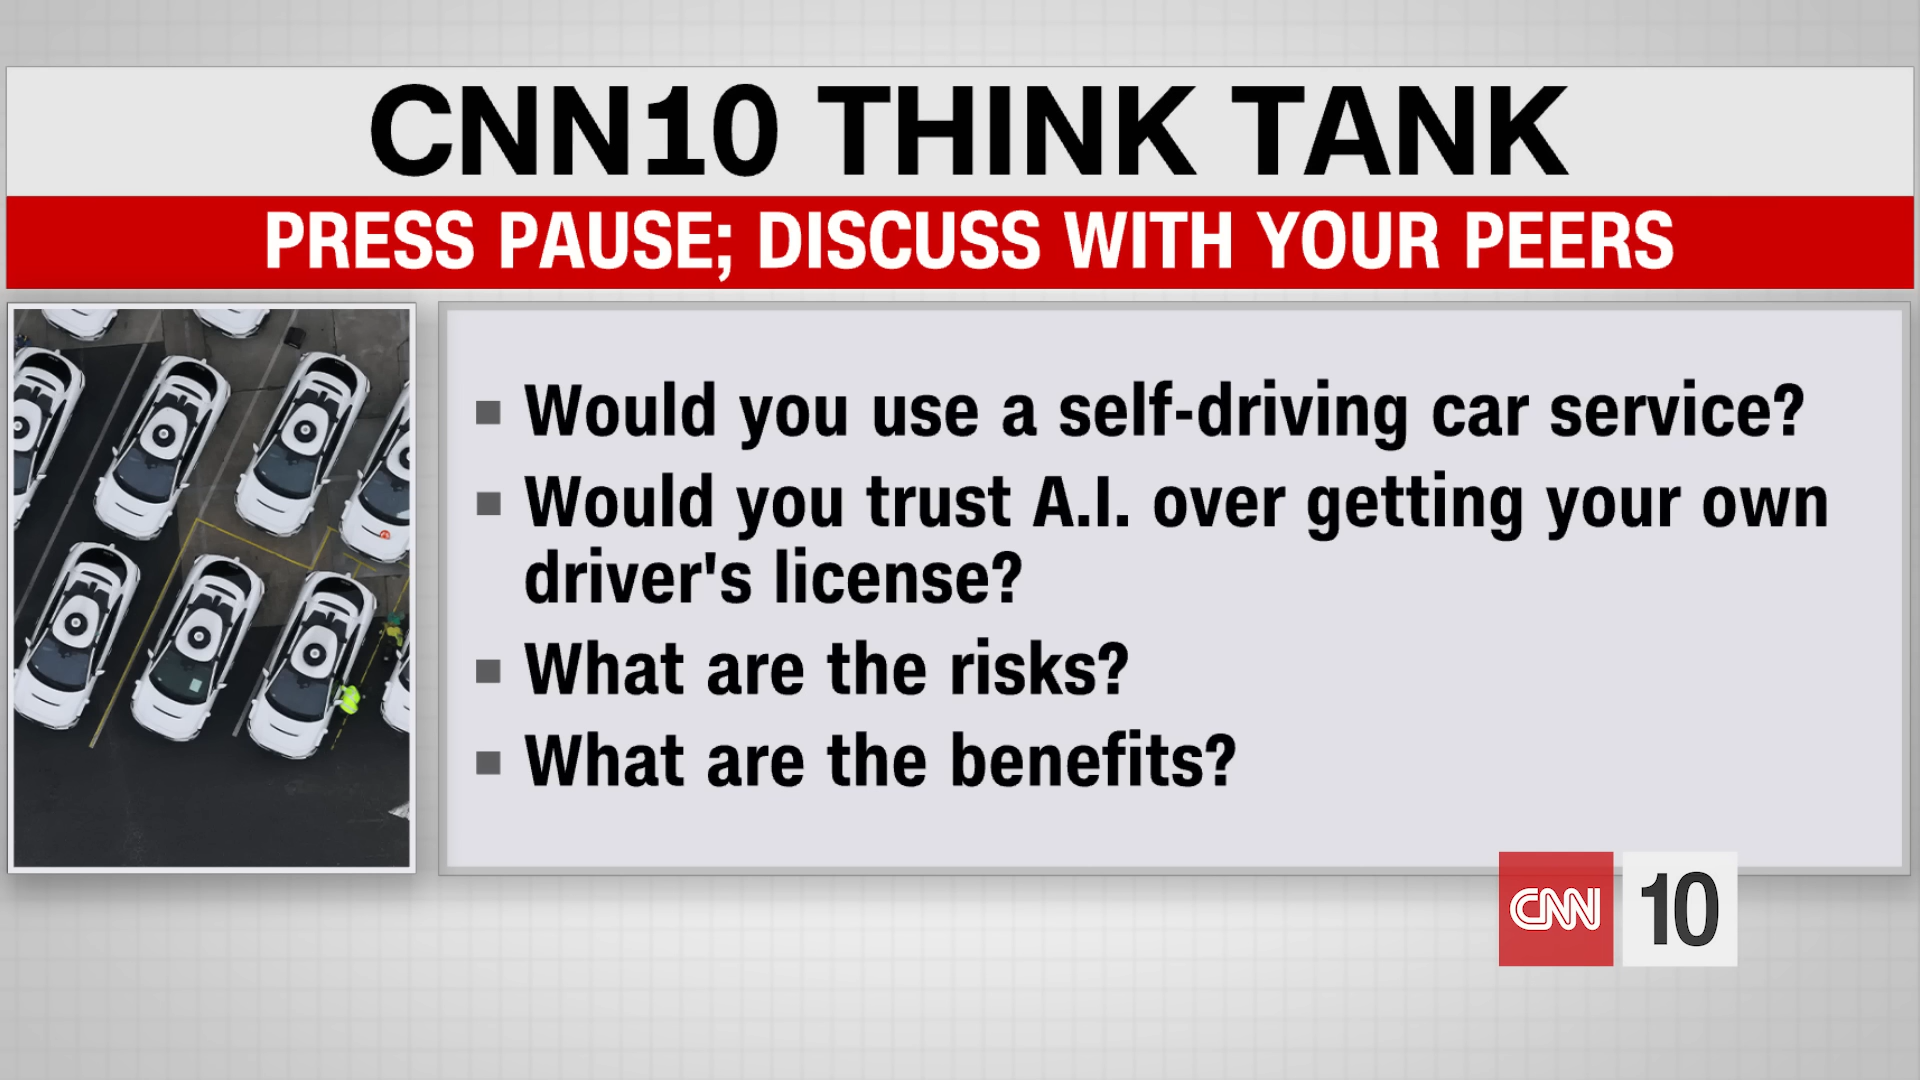 CNN10 THINK TANK
PRESS PAUSE; DISCUSS WITH YOUR PEERS
Would you use a self-driving car service?
Would you trust A.I. over getting your own
driver's license?
What are the risks?
What are the benefits?
CNN 10